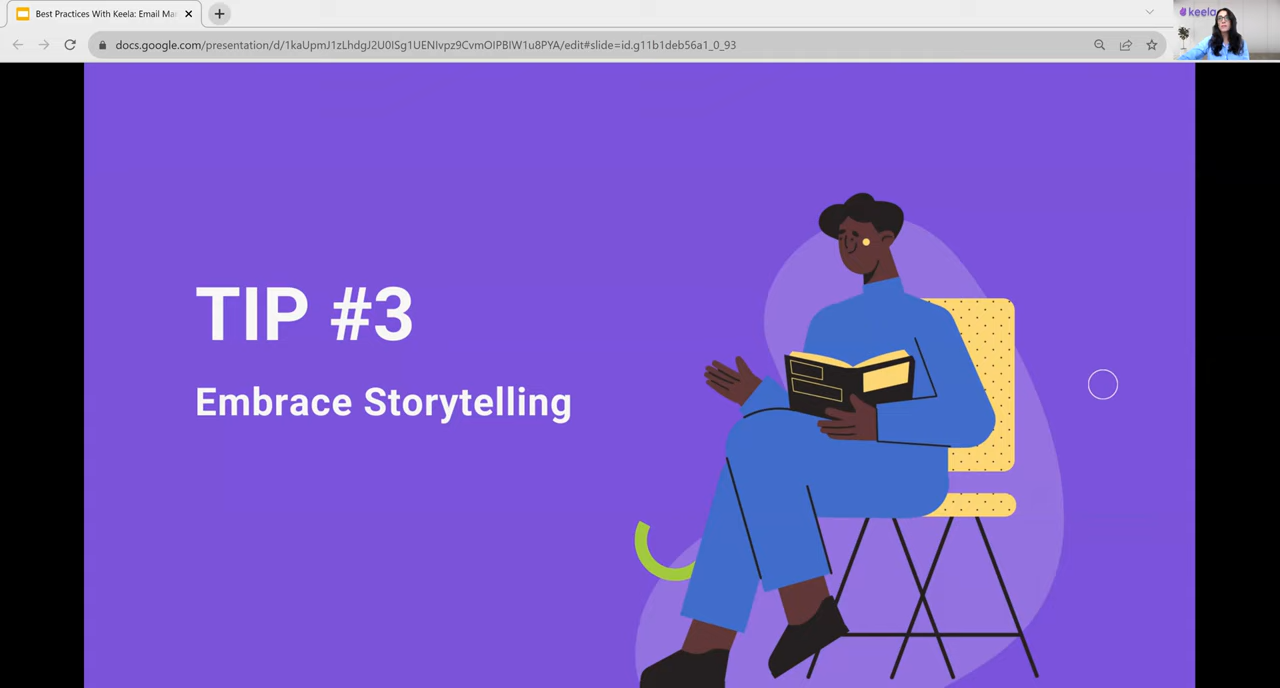 Best Practices With Keela: Email Ma
keela
docs.google.com/presentation/d/1kaUpmJ1zLhdgJ2U0ISg1UENIvpz9CvmOIPBIW1u8PYA/edit#slide=id.g11b1deb56a1_0_93
TIP #3
Embrace Storytelling